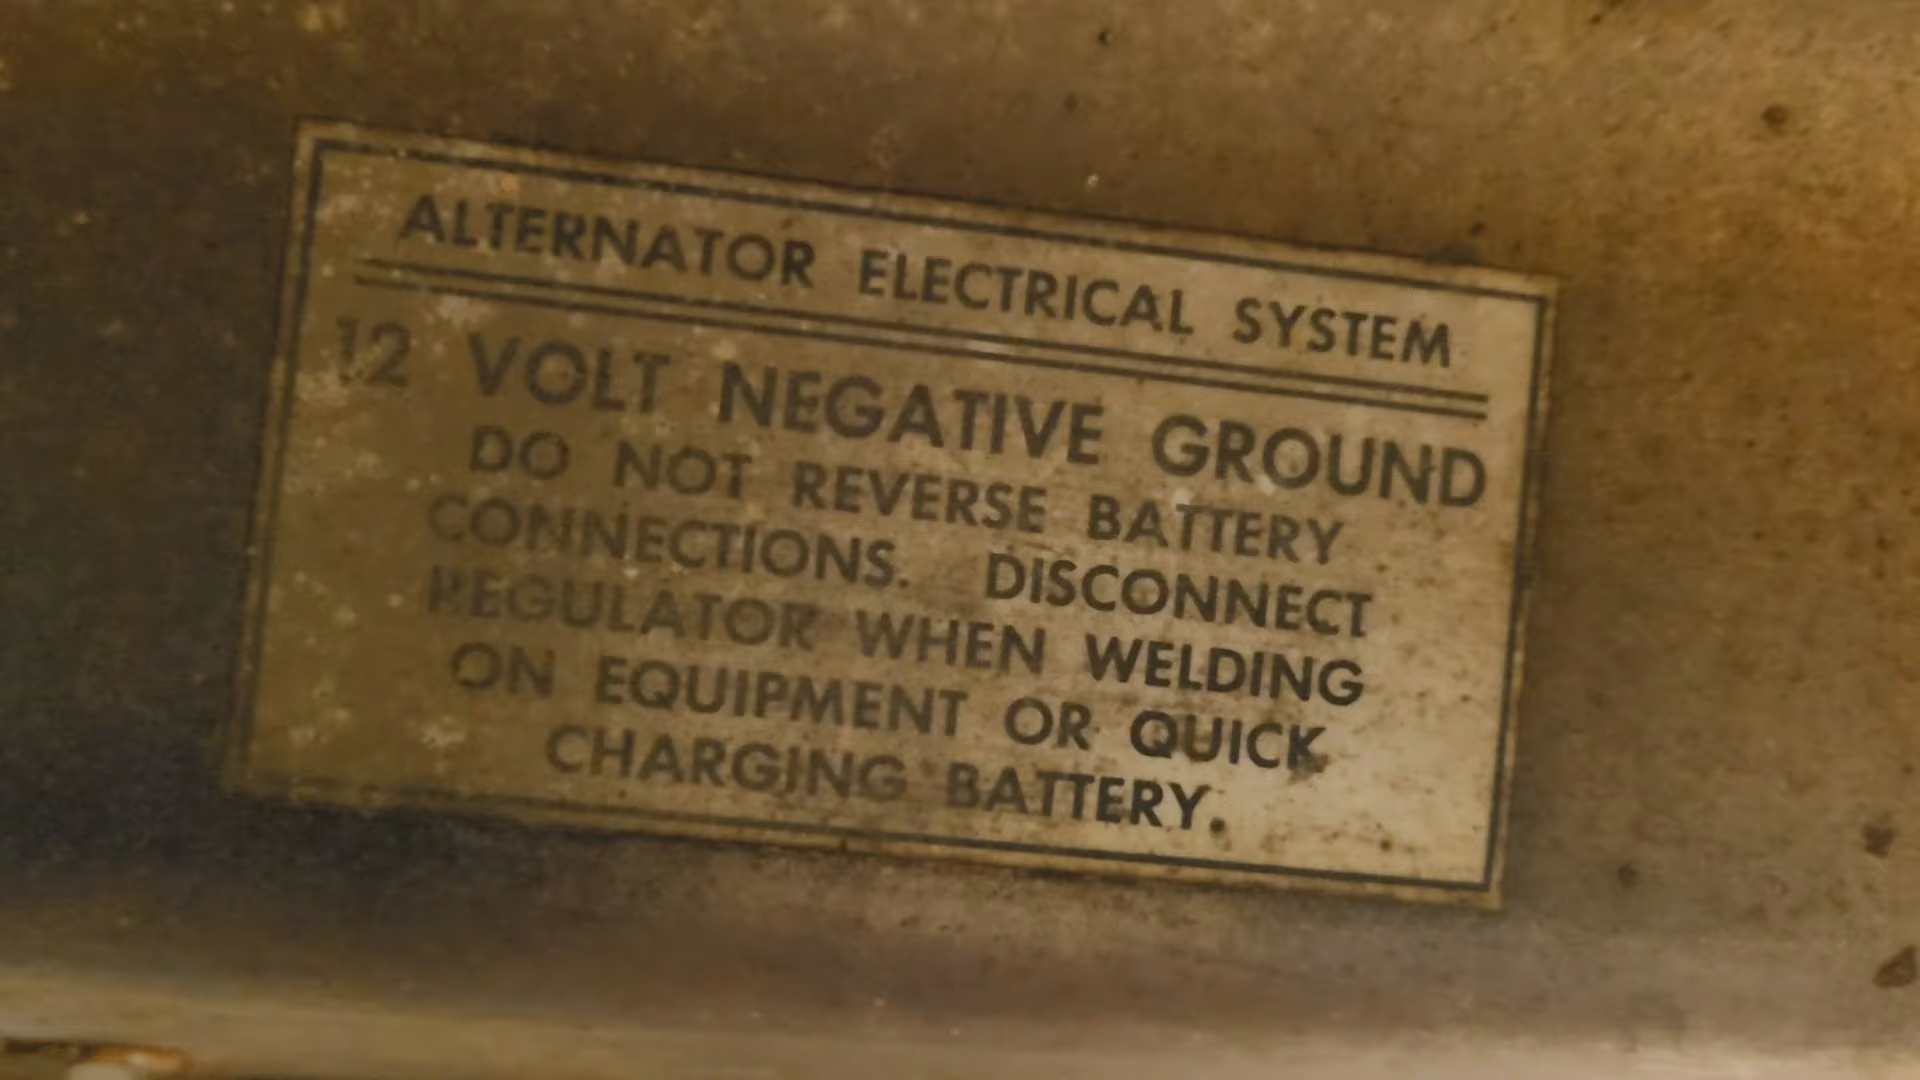 ALTERNATOR ELECTRICAL SYSTEM
12 VOLT NEGATIVE GROUND
DO NOT REVERSE BATTERY
CONNECTIONS. DISCONNECT
REGULATOR WHEN WELDING
ON EQUIPMENT OR QUICK
CHARGING BATTERY.